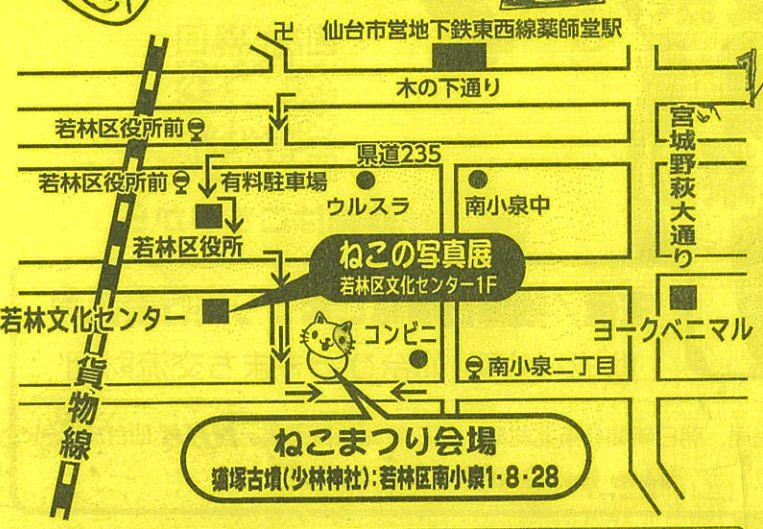 卍
仙台市営地下鉄東西線薬師堂駅
木の下通り
若林区役所前
県道235
宮城野萩大通り
若林区役所前
有料駐車場
ウルスラ
南小泉中
若林区役所
ねこの写真展
若林区文化センター1F
若林文化センター
コンビニ
ヨークベニマル
南小泉二丁目
貨物線
ねこまつり会場
猫塚古墳(少林神社):若林区南小泉1-8-28